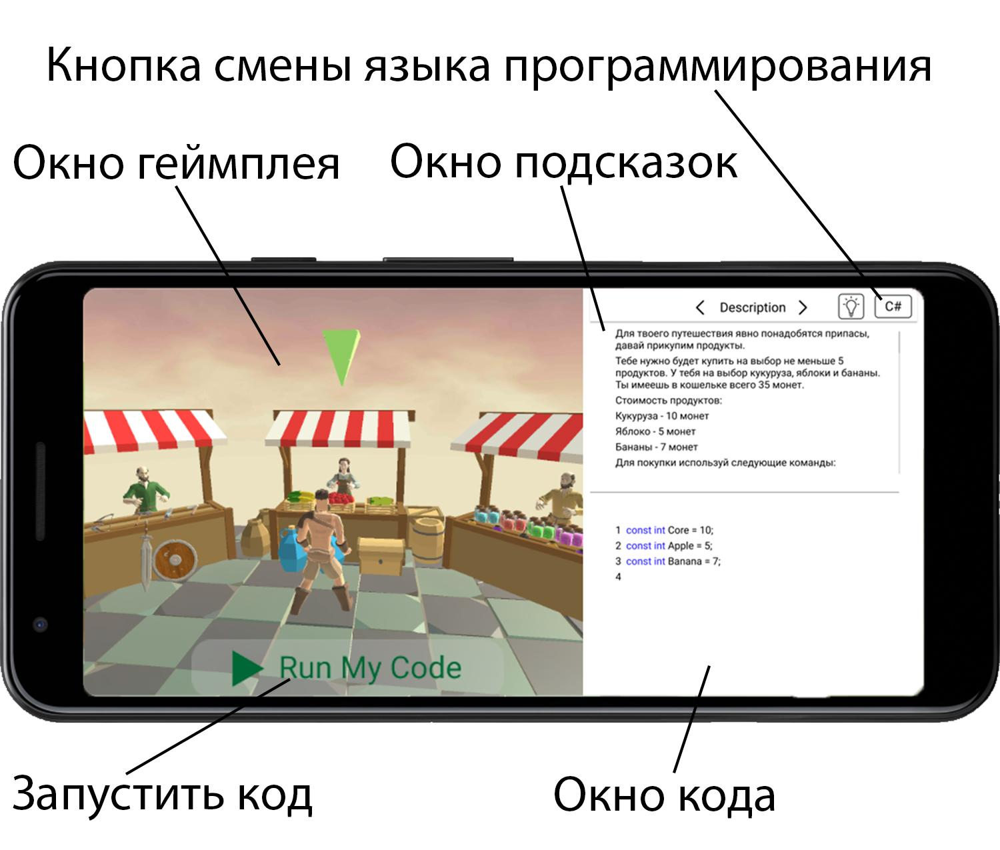 Кнопка смены языка программирования
Окно геймплея
Окно подсказок
Description
C#
Для твоего путешествия явно понадобятся припасы,
давай прикупим продукты.
Тебе нужно будет купить на выбор не меньше 5
продуктов. У тебя на выбор кукуруза, яблоки и бананы.
Ты имеешь в кошельке всего 35 монет.
Стоимость продуктов:
Кукуруза - 10 монет
Яблоко - 5 монет
Бананы - 7 монет
Для покупки используй следующие команды:
1 const int Core = 10;
2 const int Apple = 5;
3 const int Banana = 7;
4
Run My Code
Запустить код
Окно кода